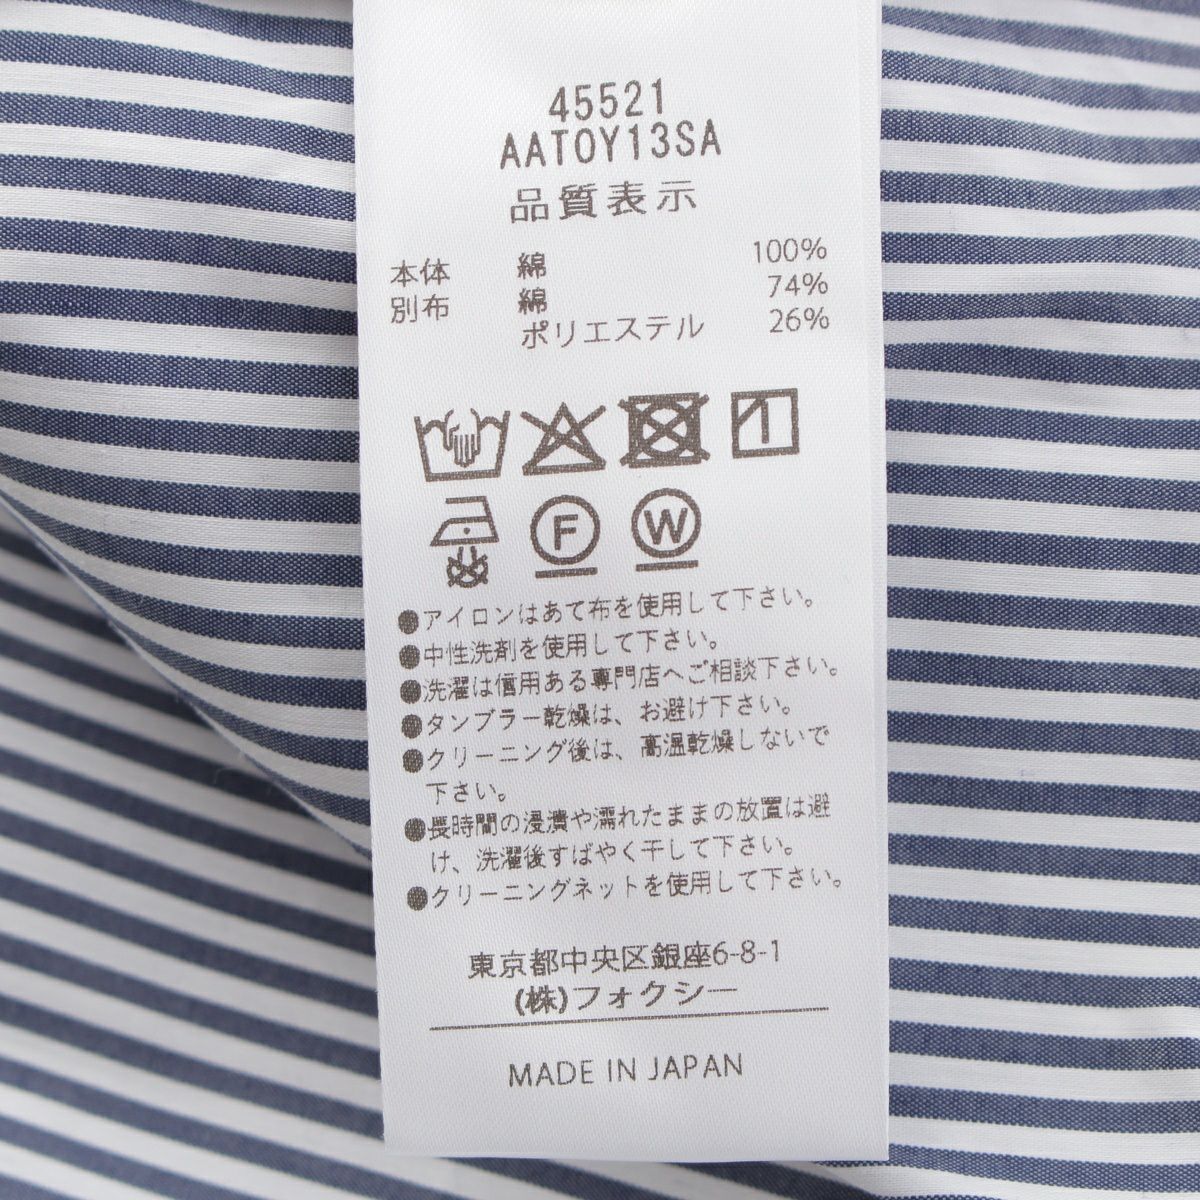 45521
AATOY13SA
品質表示
本体 綿 100%
別布 綿 74%
ポリエステル 26%
F W
●アイロンはあて布を使用して下さい。
●中性洗剤を使用して下さい。
●洗濯は信用ある専門店へご相談下さい。
●タンブラー乾燥は、お避け下さい。
●クリーニング後は、高温乾燥しないで
下さい。
●長時間の浸漬や濡れたままの放置は避
け、洗濯後すばやく干して下さい。
●クリーニングネットを使用して下さい。
東京都中央区銀座6-8-1
(株)フォクシー
MADE IN JAPAN